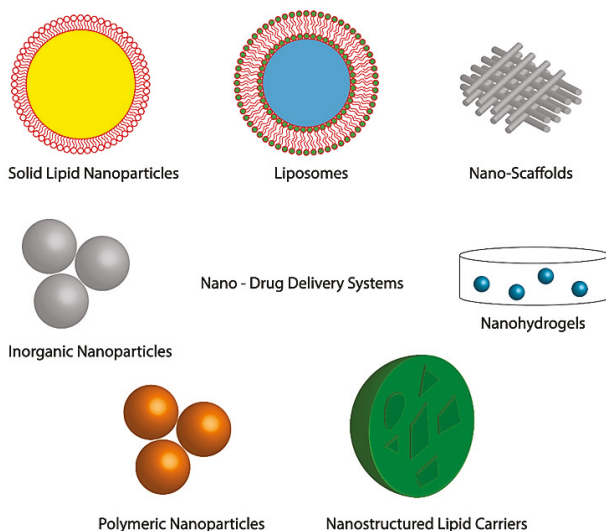 Solid Lipid Nanoparticles
Liposomes
Nano-Scaffolds
Nano - Drug Delivery Systems
Nanohydrogels
Inorganic Nanoparticles
Polymeric Nanoparticles
Nanostructured Lipid Carriers